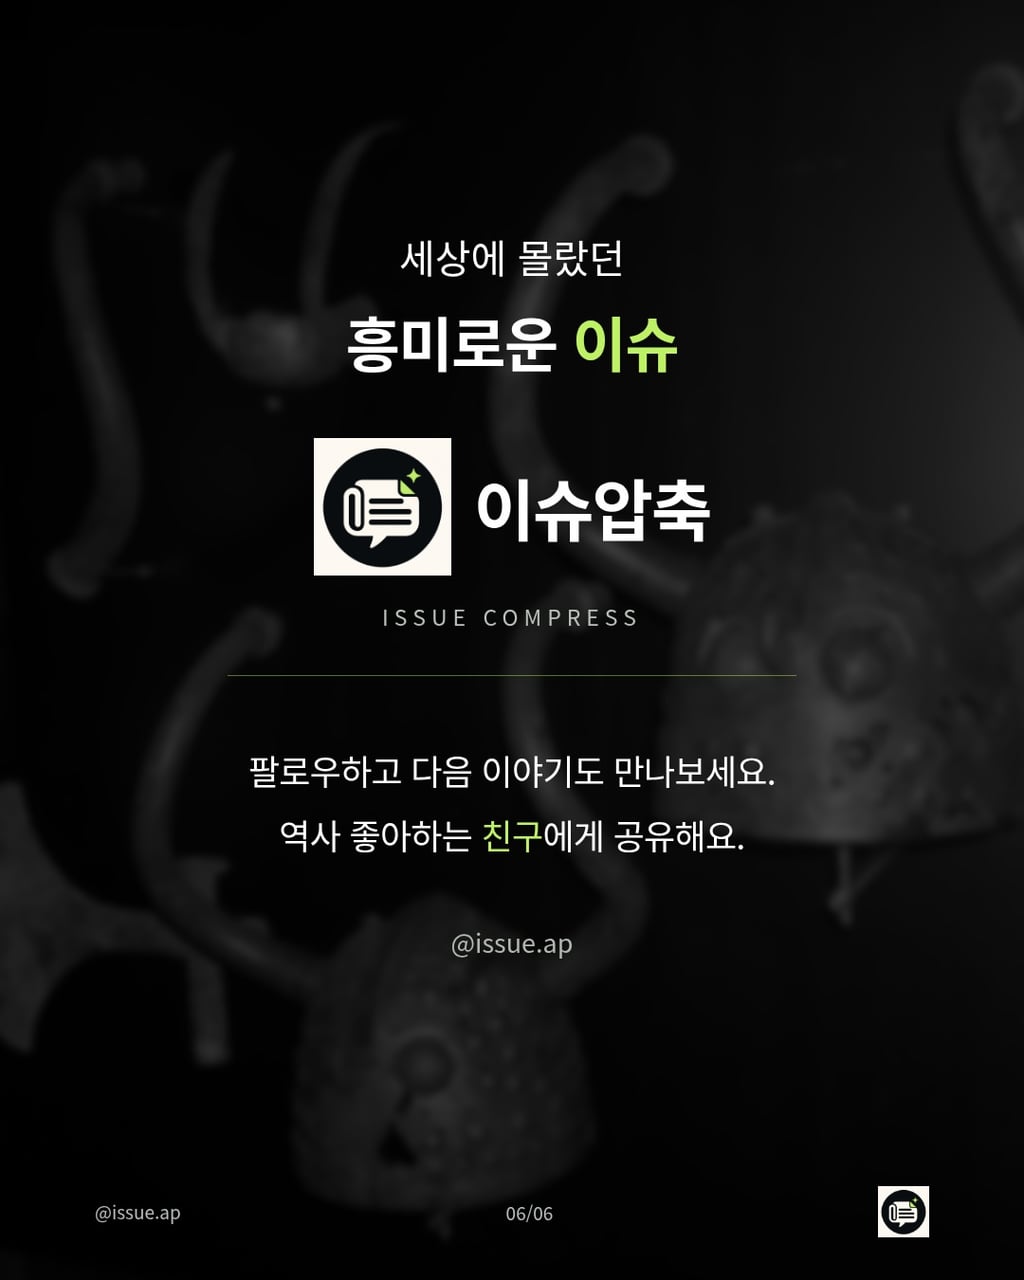 세상에 몰랐던
흥미로운 이슈
이슈압축
ISSUE COMPRESS
팔로우하고 다음 이야기도 만나보세요.
역사 좋아하는 친구에게 공유해요.
@issue.ap
@issue.ap
06/06